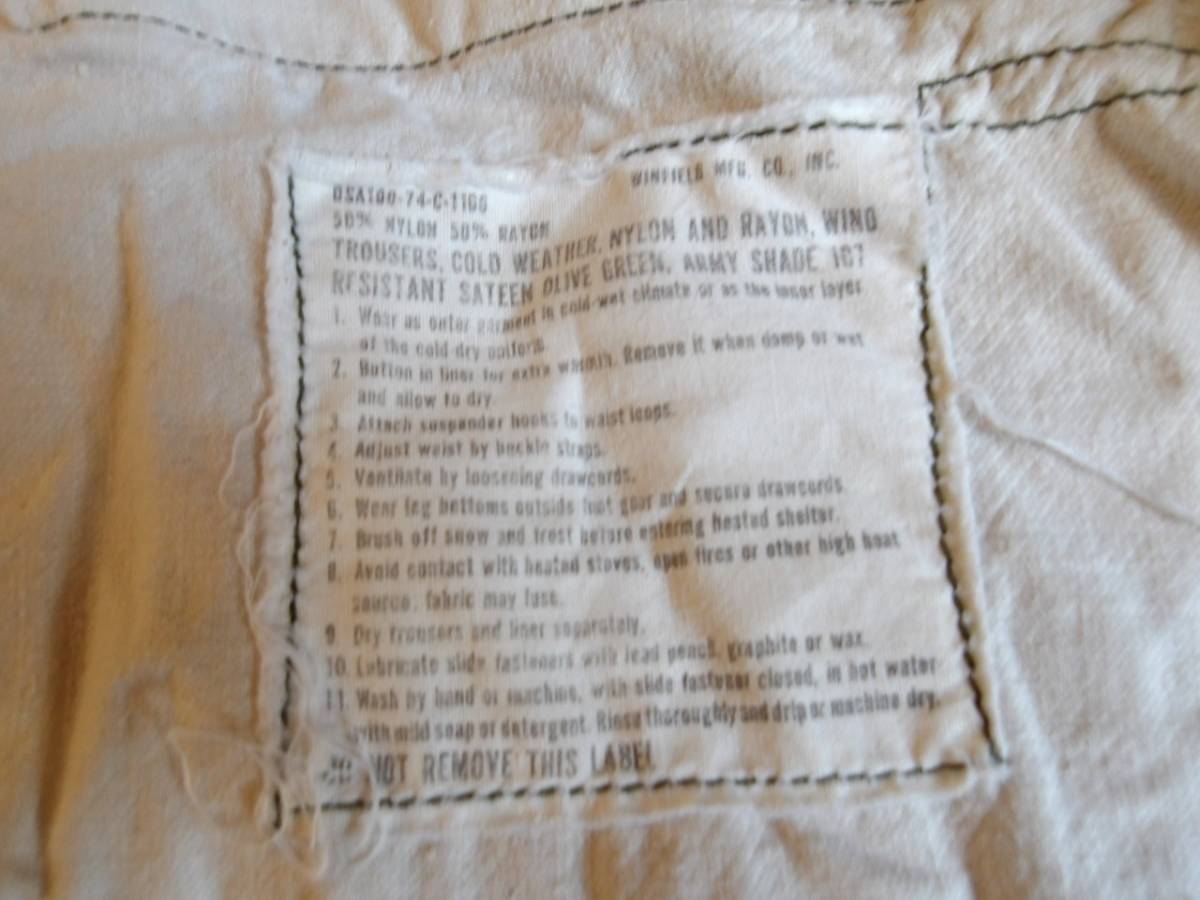 DSA100-74-C-1166 WINFIELD MFG. CO., INC.
50% NYLON 50% RAYON
TROUSERS, COLD WEATHER, NYLON AND RAYON, WIND
RESISTANT SATEEN OLIVE GREEN, ARMY SHADE 107
1. Wear as outer garment in cold-wet climate or as the inner layer
of the cold-dry uniform.
2. Button in liner for extra warmth. Remove it when damp or wet
and allow to dry.
3. Attach suspender hooks to waist loops.
4. Adjust waist by buckle straps.
5. Ventilate by loosening drawcords.
6. Wear leg bottoms outside foot gear and secure drawcords.
7. Brush off snow and frost before entering heated shelter.
8. Avoid contact with heated stoves, open fires or other high heat
source; fabric may fuse.
9. Dry trousers and liner separately.
10. Lubricate slide fasteners with lead pencil, graphite or wax.
11. Wash by hand or machine, with slide fastener closed, in hot water
with mild soap or detergent. Rinse thoroughly and drip or machine dry.
DO NOT REMOVE THIS LABEL